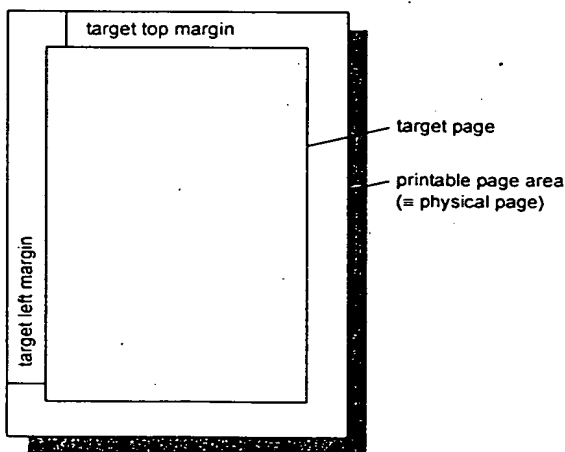 target top margin
target page
printable page area
(≡ physical page)
target left margin